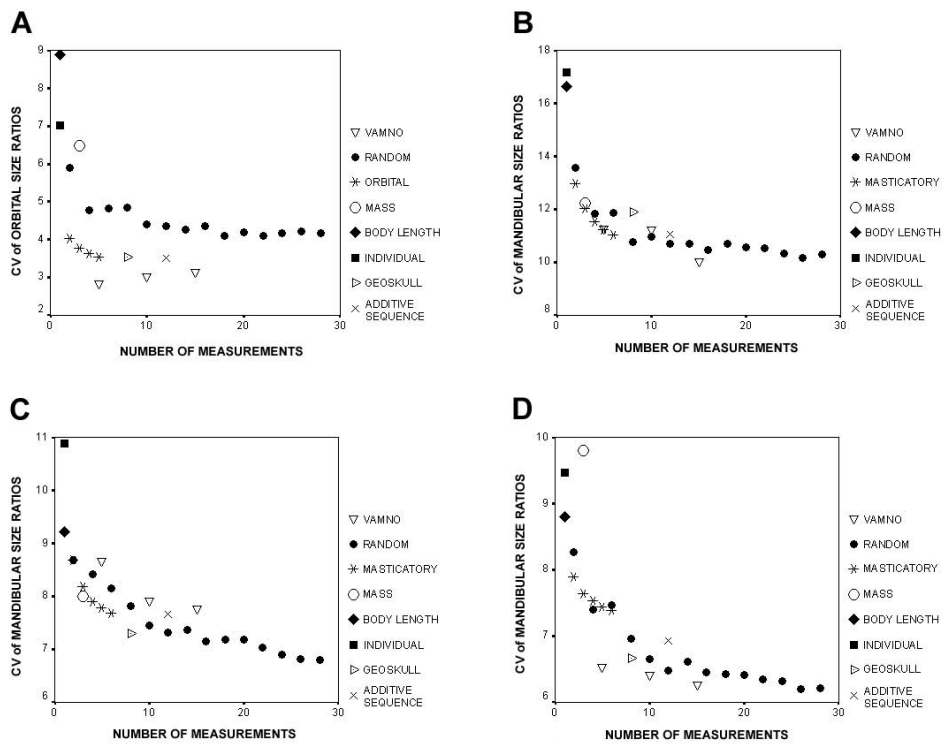 A
9
8
7
6
5
4
3
2
0
10
20
30
CV of ORBITAL SIZE RATIOS
NUMBER OF MEASUREMENTS
VAMNO
RANDOM
ORBITAL
MASS
BODY LENGTH
INDIVIDUAL
GEOSKULL
ADDITIVE
SEQUENCE
B
18
16
14
12
10
8
0
10
20
30
CV of MANDIBULAR SIZE RATIOS
NUMBER OF MEASUREMENTS
VAMNO
RANDOM
MASTICATORY
MASS
BODY LENGTH
INDIVIDUAL
GEOSKULL
ADDITIVE
SEQUENCE
C
11
10
9
8
7
6
0
10
20
30
CV of MANDIBULAR SIZE RATIOS
NUMBER OF MEASUREMENTS
VAMNO
RANDOM
MASTICATORY
MASS
BODY LENGTH
INDIVIDUAL
GEOSKULL
ADDITIVE
SEQUENCE
D
10
9
8
7
6
0
10
20
30
CV of MANDIBULAR SIZE RATIOS
NUMBER OF MEASUREMENTS
VAMNO
RANDOM
MASTICATORY
MASS
BODY LENGTH
INDIVIDUAL
GEOSKULL
ADDITIVE
SEQUENCE